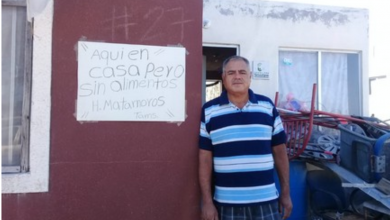 #27
Aqui en
casa pero
sin alimentos
H. Matamoros